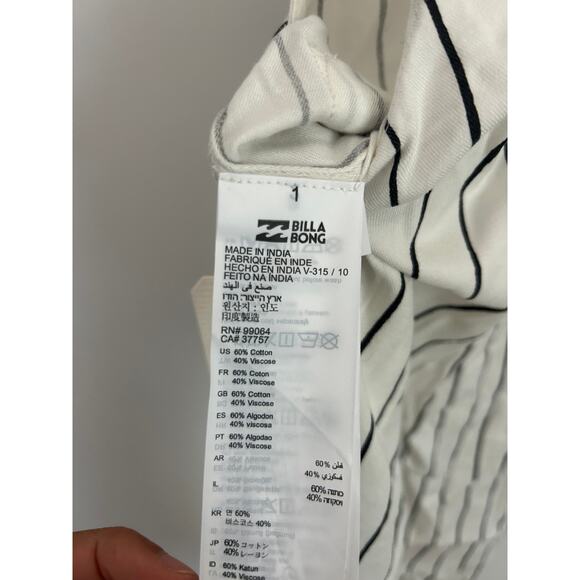 1
BILLA
BONG
MADE IN INDIA
FABRIQUÉ EN INDE
HECHO EN INDIA V-315 / 10
FEITO NA ÍNDIA
صنع في الهند
ארץ הייצור: הודו
원산지 : 인도
印度製造
RN# 99064
CA# 37757
US 60% Cotton
40% Viscose
FR 60% Coton
40% Viscose
GB 60% Cotton
40% Viscose
ES 60% Algodon
40% viscosa
PT 60% Algodao
40% Viscose
AR 60% قطن
40% فسكوزي
IL 60% כותנה
40% ויסקוזה
KR 면 60%
비스코스 40%
JP 60% コットン
40% レーヨン
ID 60% Katun